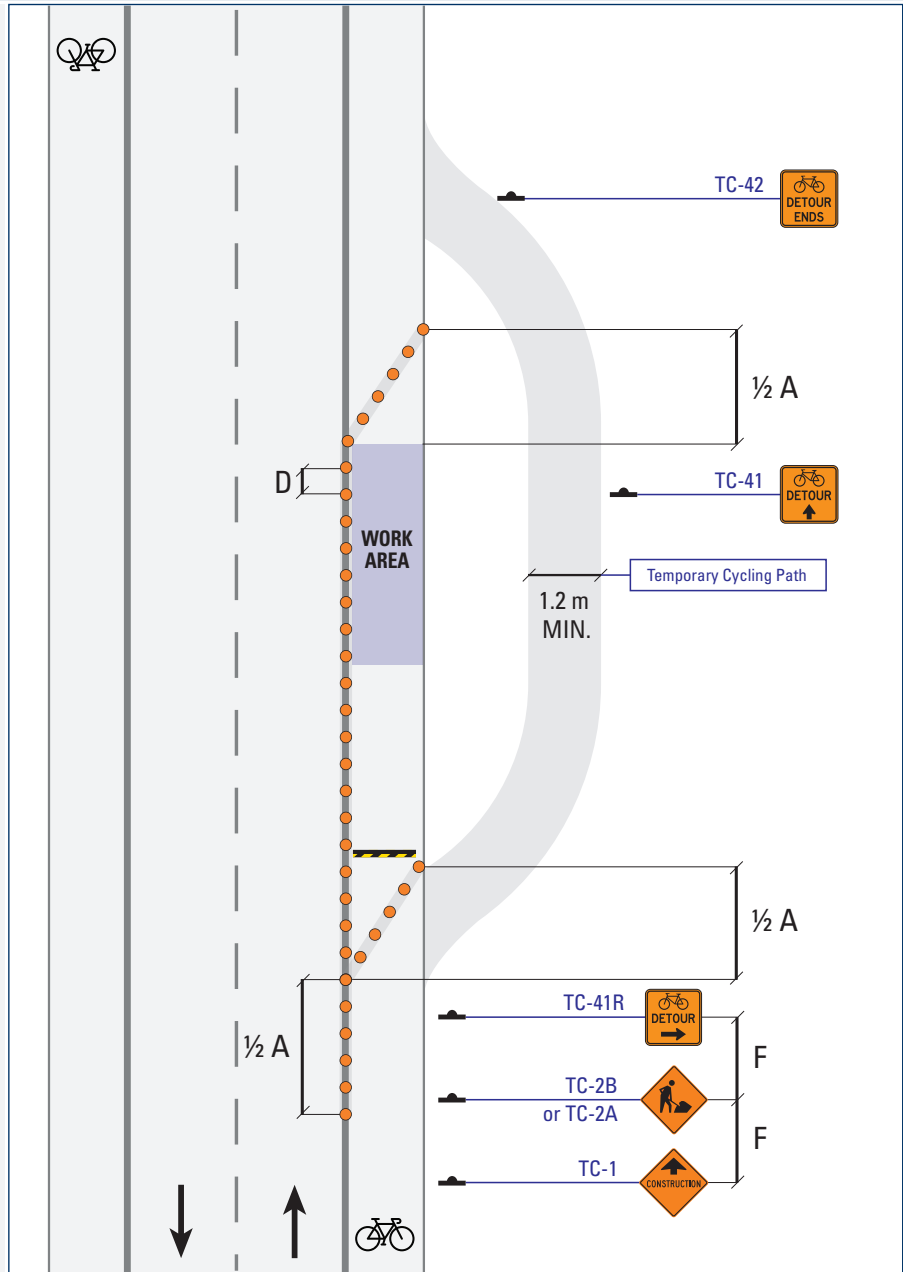 TC-42
DETOUR
ENDS
½ A
D
TC-41
DETOUR
WORK
AREA
Temporary Cycling Path
1.2 m
MIN.
½ A
TC-41R
DETOUR
½ A
F
TC-2B
or TC-2A
F
TC-1
CONSTRUCTION